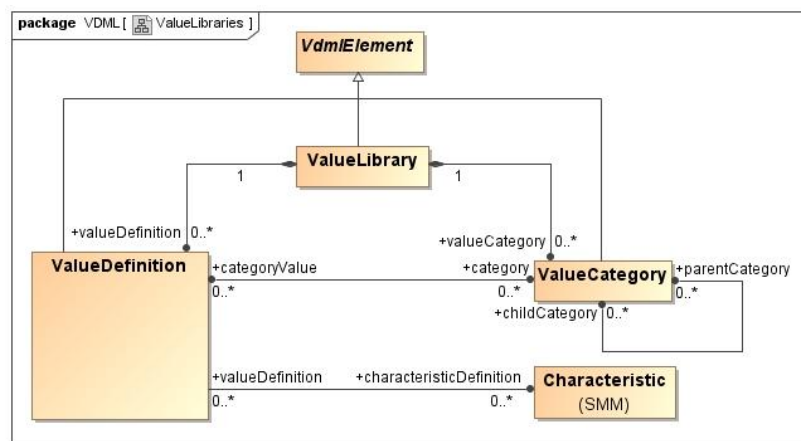 package VDML [ ValueLibraries ]
VdmlElement
ValueLibrary
1
1
+valueDefinition 0..*
+valueCategory 0..*
ValueDefinition
+categoryValue
0..*
+category
0..*
ValueCategory
+parentCategory
0..*
+childCategory 0..*
+valueDefinition
0..*
+characteristicDefinition
0..*
Characteristic
(SMM)